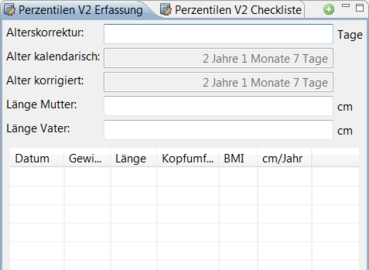 Perzentilen V2 Erfassung Perzentilen V2 Checkliste
Alterskorrektur: Tage
Alter kalendarisch: 2 Jahre 1 Monate 7 Tage
Alter korrigiert: 2 Jahre 1 Monate 7 Tage
Länge Mutter: cm
Länge Vater: cm
Datum Gewi... Länge Kopfumf... BMI cm/Jahr